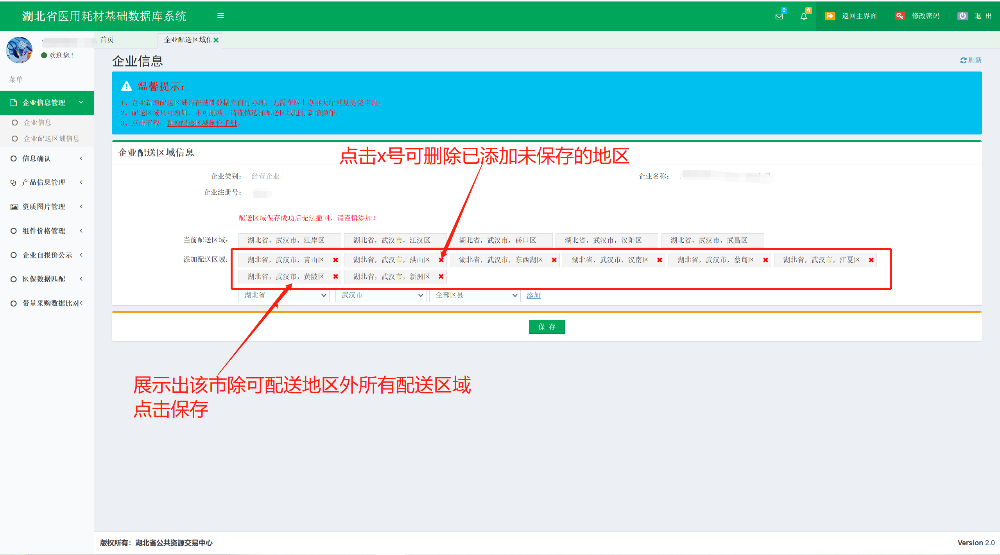 湖北省医用耗材基础数据库系统
0
6
返回主界面
修改密码
退 出
欢迎您！
首页
企业配送区域信
菜单
企业信息管理
企业信息
企业配送区域信息
信息确认
产品信息管理
资质图片管理
组件价格管理
企业自报价公示
医保数据匹配
带量采购数据比对
企业信息
刷新
温馨提示：
1、企业新增配送区域请在基础数据库自行办理，无需在网上办事大厅重复提交申请。
2、配送区域只可增加，不可删减。请谨慎选择配送区域进行新增操作。
3、点击下载：新增配送区域操作手册。
企业配送区域信息
点击x号可删除已添加未保存的地区
企业类别： 经营企业
企业名称：
企业注册号：
配送区域保存成功后无法撤回，请谨慎添加！
当前配送区域： 湖北省，武汉市，江岸区 湖北省，武汉市，江汉区 湖北省，武汉市，硚口区 湖北省，武汉市，汉阳区 湖北省，武汉市，武昌区
添加配送区域： 湖北省，武汉市，青山区 湖北省，武汉市，洪山区 湖北省，武汉市，东西湖区 湖北省，武汉市，汉南区 湖北省，武汉市，蔡甸区 湖北省，武汉市，江夏区
湖北省，武汉市，黄陂区 湖北省，武汉市，新洲区
湖北省 武汉市 全部区县 添加
保 存
展示出该市除可配送地区外所有配送区域
点击保存
版权所有：湖北省公共资源交易中心
Version 2.0